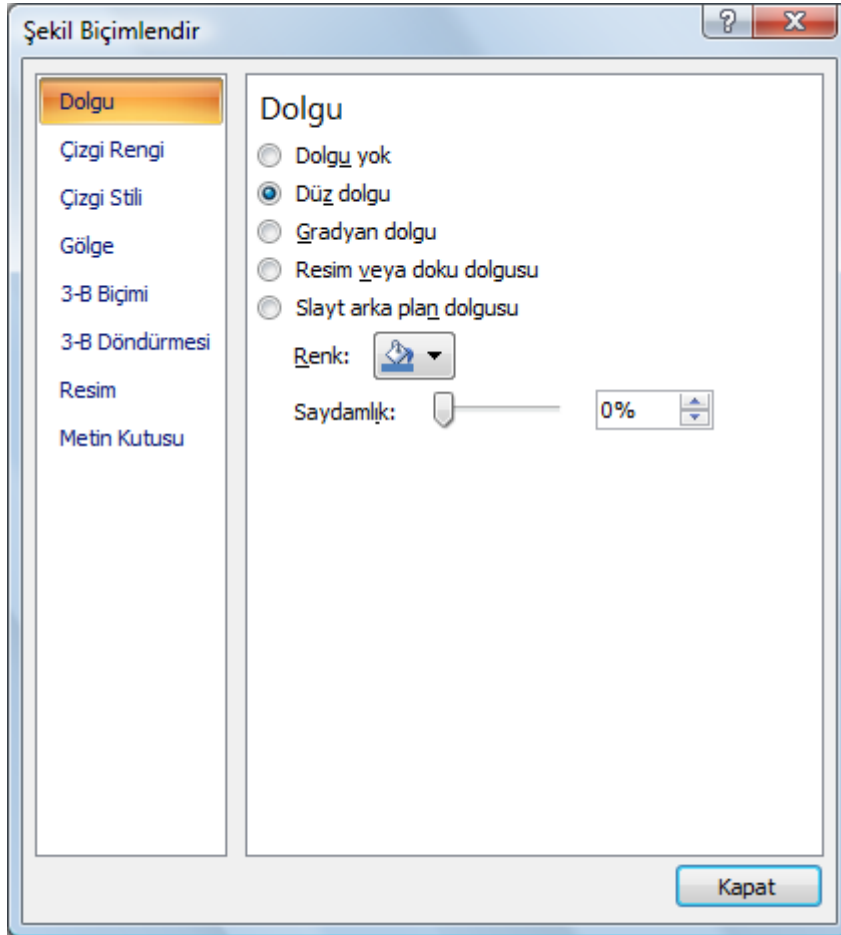 Şekil Biçimlendir
Dolgu
Çizgi Rengi
Çizgi Stili
Gölge
3-B Biçimi
3-B Döndürmesi
Resim
Metin Kutusu
Dolgu
Dolgu yok
Düz dolgu
Gradyan dolgu
Resim veya doku dolgusu
Slayt arka plan dolgusu
Renk:
Saydamlık: 0%
Kapat